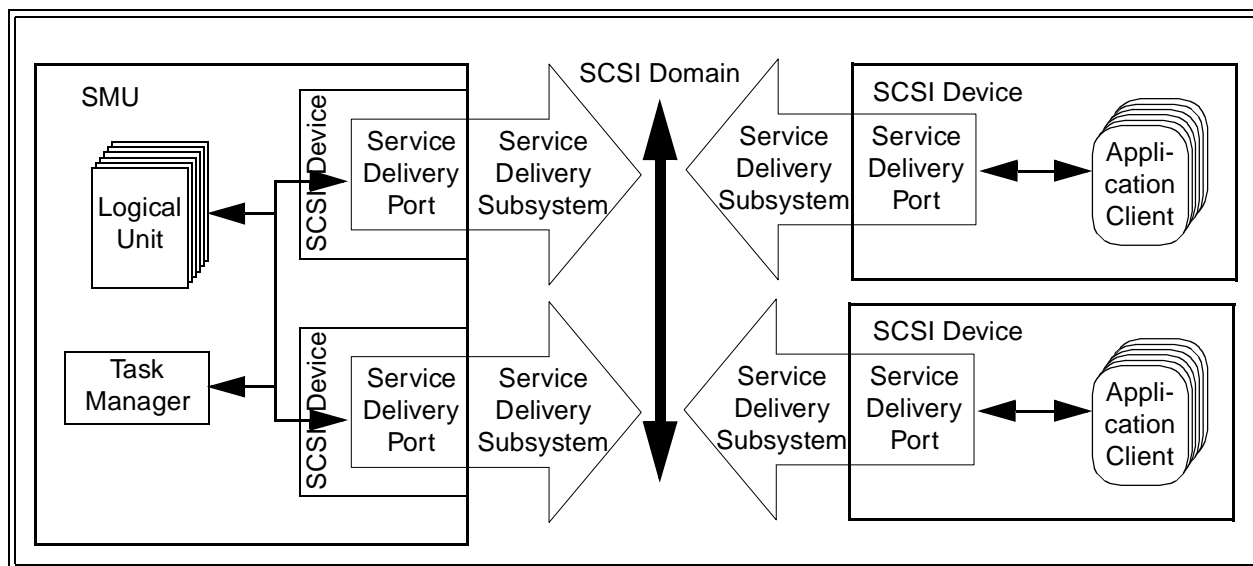 SMU
SCSI Device
Service
Delivery
Port
Service
Delivery
Subsystem
Logical
Unit
SCSI Device
Service
Delivery
Port
Service
Delivery
Subsystem
Task
Manager
SCSI Domain
Service
Delivery
Subsystem
SCSI Device
Service
Delivery
Port
Appli-
cation
Client
Service
Delivery
Subsystem
SCSI Device
Service
Delivery
Port
Appli-
cation
Client